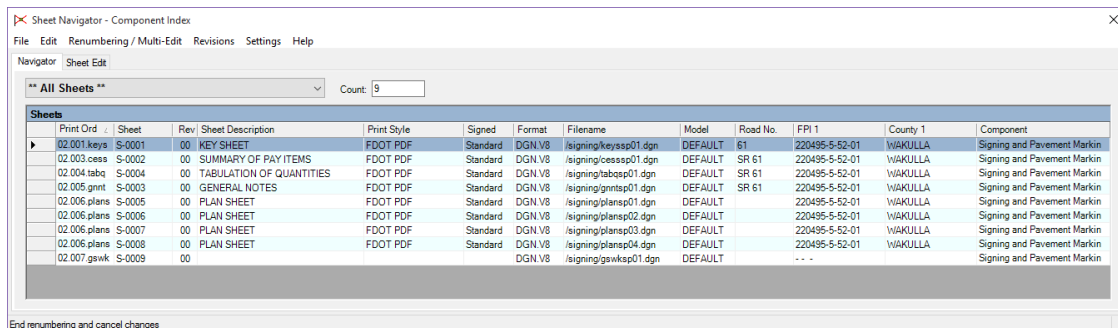 Sheet Navigator - Component Index
File Edit Renumbering / Multi-Edit Revisions Settings Help
Navigator Sheet Edit
** All Sheets ** Count: 9
Sheets
Print Ord Sheet Rev Sheet Description Print Style Signed Format Filename Model Road No. FPI 1 County 1 Component
02.001.keys S-0001 00 KEY SHEET FDOT PDF Standard DGN.V8 /signing/keyssp01.dgn DEFAULT 61 220495-5-52-01 WAKULLA Signing and Pavement Markin
02.003.cess S-0002 00 SUMMARY OF PAY ITEMS FDOT PDF Standard DGN.V8 /signing/cesssp01.dgn DEFAULT SR 61 220495-5-52-01 WAKULLA Signing and Pavement Markin
02.004.tabq S-0004 00 TABULATION OF QUANTITIES FDOT PDF Standard DGN.V8 /signing/tabqsp01.dgn DEFAULT SR 61 220495-5-52-01 WAKULLA Signing and Pavement Markin
02.005.gnnt S-0003 00 GENERAL NOTES FDOT PDF Standard DGN.V8 /signing/gnntsp01.dgn DEFAULT SR 61 220495-5-52-01 WAKULLA Signing and Pavement Markin
02.006.plans S-0005 00 PLAN SHEET FDOT PDF Standard DGN.V8 /signing/plansp01.dgn DEFAULT 220495-5-52-01 WAKULLA Signing and Pavement Markin
02.006.plans S-0006 00 PLAN SHEET FDOT PDF Standard DGN.V8 /signing/plansp02.dgn DEFAULT 220495-5-52-01 WAKULLA Signing and Pavement Markin
02.006.plans S-0007 00 PLAN SHEET FDOT PDF Standard DGN.V8 /signing/plansp03.dgn DEFAULT 220495-5-52-01 WAKULLA Signing and Pavement Markin
02.006.plans S-0008 00 PLAN SHEET FDOT PDF Standard DGN.V8 /signing/plansp04.dgn DEFAULT 220495-5-52-01 WAKULLA Signing and Pavement Markin
02.007.gswk S-0009 00 DGN.V8 /signing/gswksp01.dgn DEFAULT - - - Signing and Pavement Markin
End renumbering and cancel changes